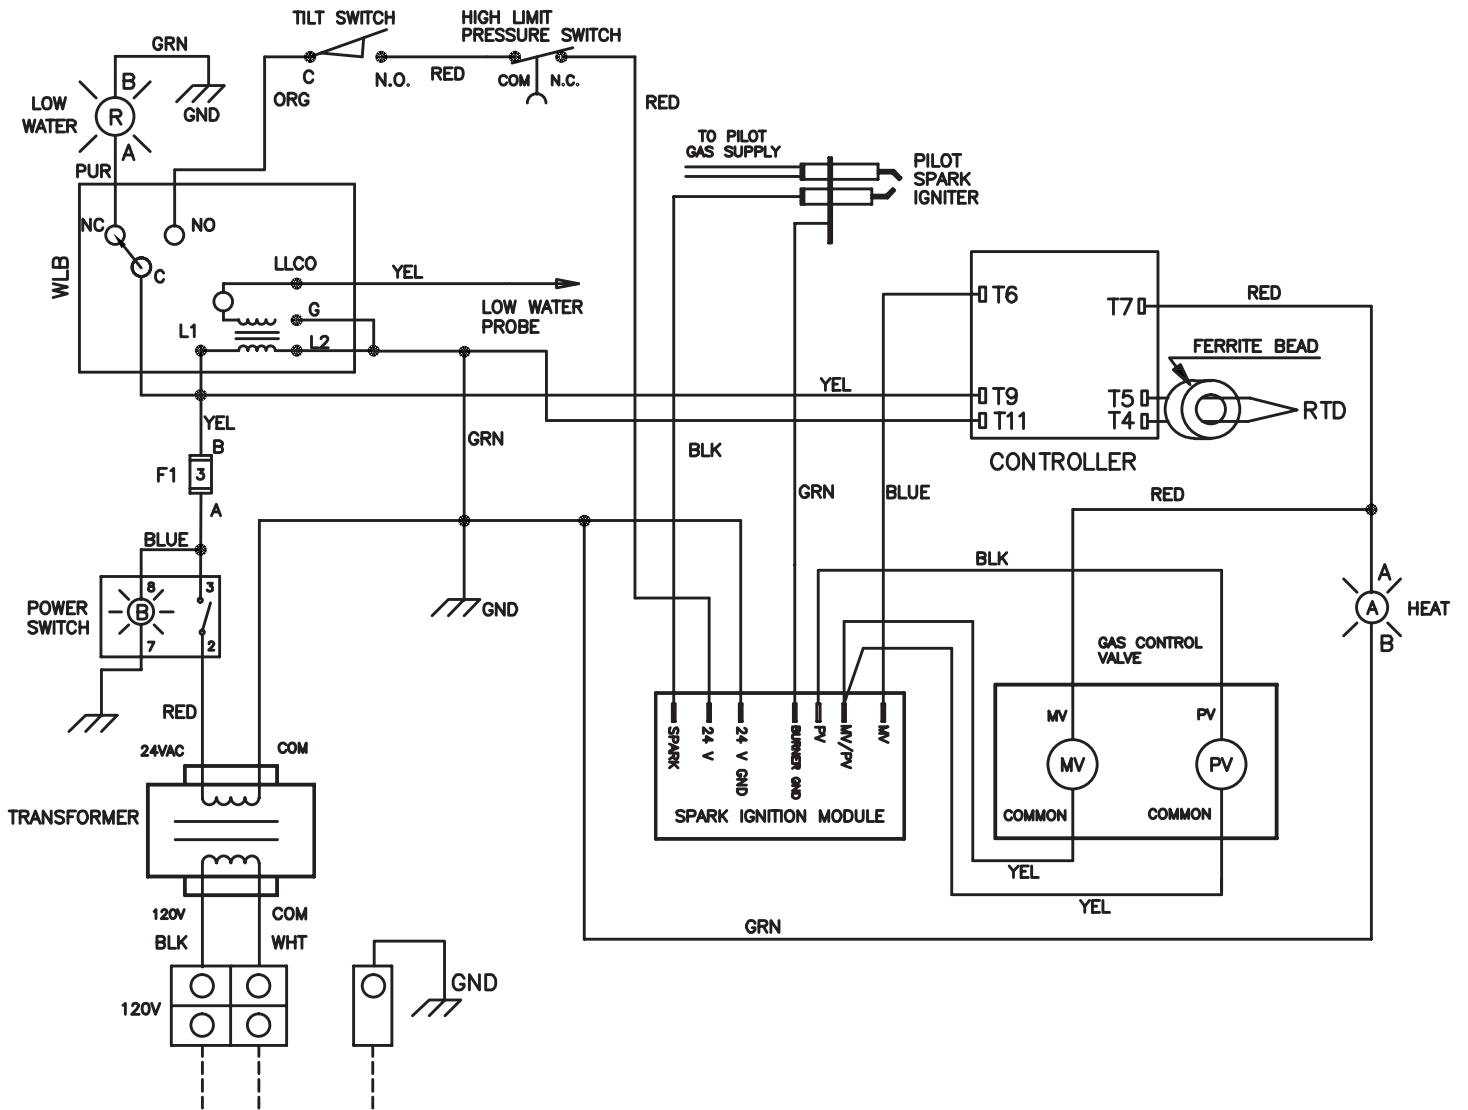 TILT SWITCH
HIGH LIMIT
PRESSURE SWITCH
GRN
B
LOW
WATER
R
GND
A
PUR
C
ORG
N.O.
RED
COM
N.C.
RED
TO PILOT
GAS SUPPLY
PILOT
SPARK
IGNITER
NC
NO
C
WLB
LLCO
YEL
LOW WATER
PROBE
G
L1
L2
T6
T7
RED
FERRITE BEAD
T9
T5
T11
T4
RTD
CONTROLLER
YEL
YEL
B
F1
3
A
GRN
BLK
GRN
BLUE
RED
BLUE
8
3
B
7
2
POWER
SWITCH
GND
BLK
A
A
HEAT
B
GAS CONTROL
VALVE
RED
24VAC
COM
TRANSFORMER
SPARK
24 V
24 V GND
BURNER GND
PV
MV/PV
MV
SPARK IGNITION MODULE
MV
PV
MV
PV
COMMON
COMMON
YEL
YEL
GRN
120V
COM
BLK
WHT
120V
GND